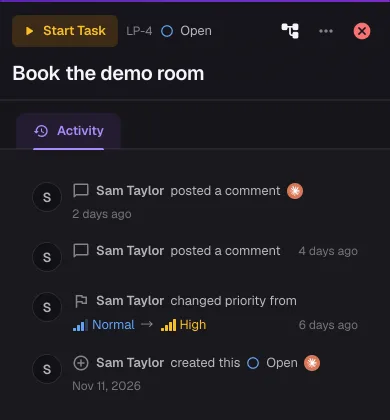 Start Task LP-4 Open
Book the demo room
Activity
S Sam Taylor posted a comment
2 days ago
S Sam Taylor posted a comment 4 days ago
S Sam Taylor changed priority from
Normal → High 6 days ago
S Sam Taylor created this Open
Nov 11, 2026